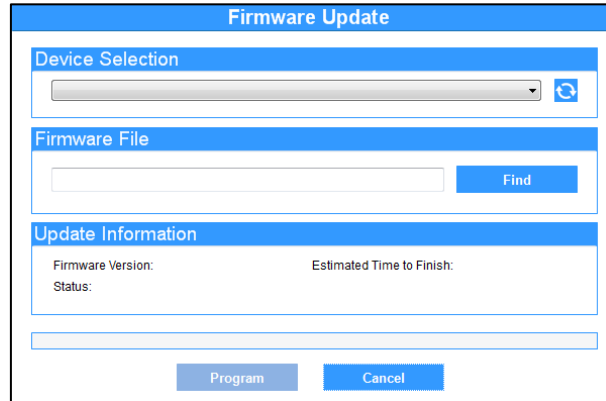 Firmware Update
Device Selection
Firmware File
Find
Update Information
Firmware Version: Estimated Time to Finish:
Status:
Program Cancel